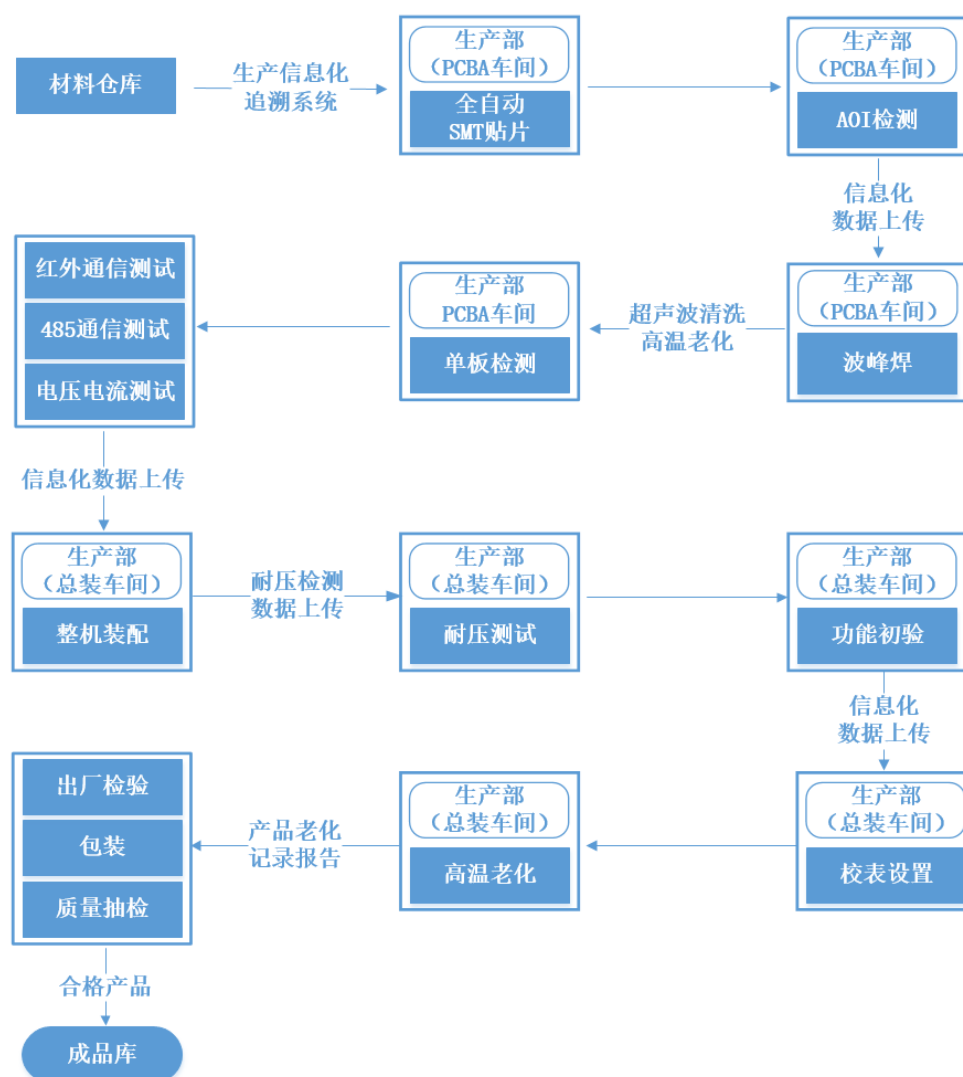 材料仓库
生产信息化
追溯系统
生产部
（PCBA车间）
全自动
SMT贴片
生产部
（PCBA车间）
AOI检测
信息化
数据上传
生产部
（PCBA车间）
波峰焊
超声波清洗
高温老化
生产部
PCBA车间
单板检测
红外通信测试
485通信测试
电压电流测试
信息化数据上传
生产部
（总装车间）
整机装配
耐压检测
数据上传
生产部
（总装车间）
耐压测试
生产部
（总装车间）
功能初验
信息化
数据上传
生产部
（总装车间）
校表设置
生产部
（总装车间）
高温老化
产品老化
记录报告
出厂检验
包装
质量抽检
合格产品
成品库